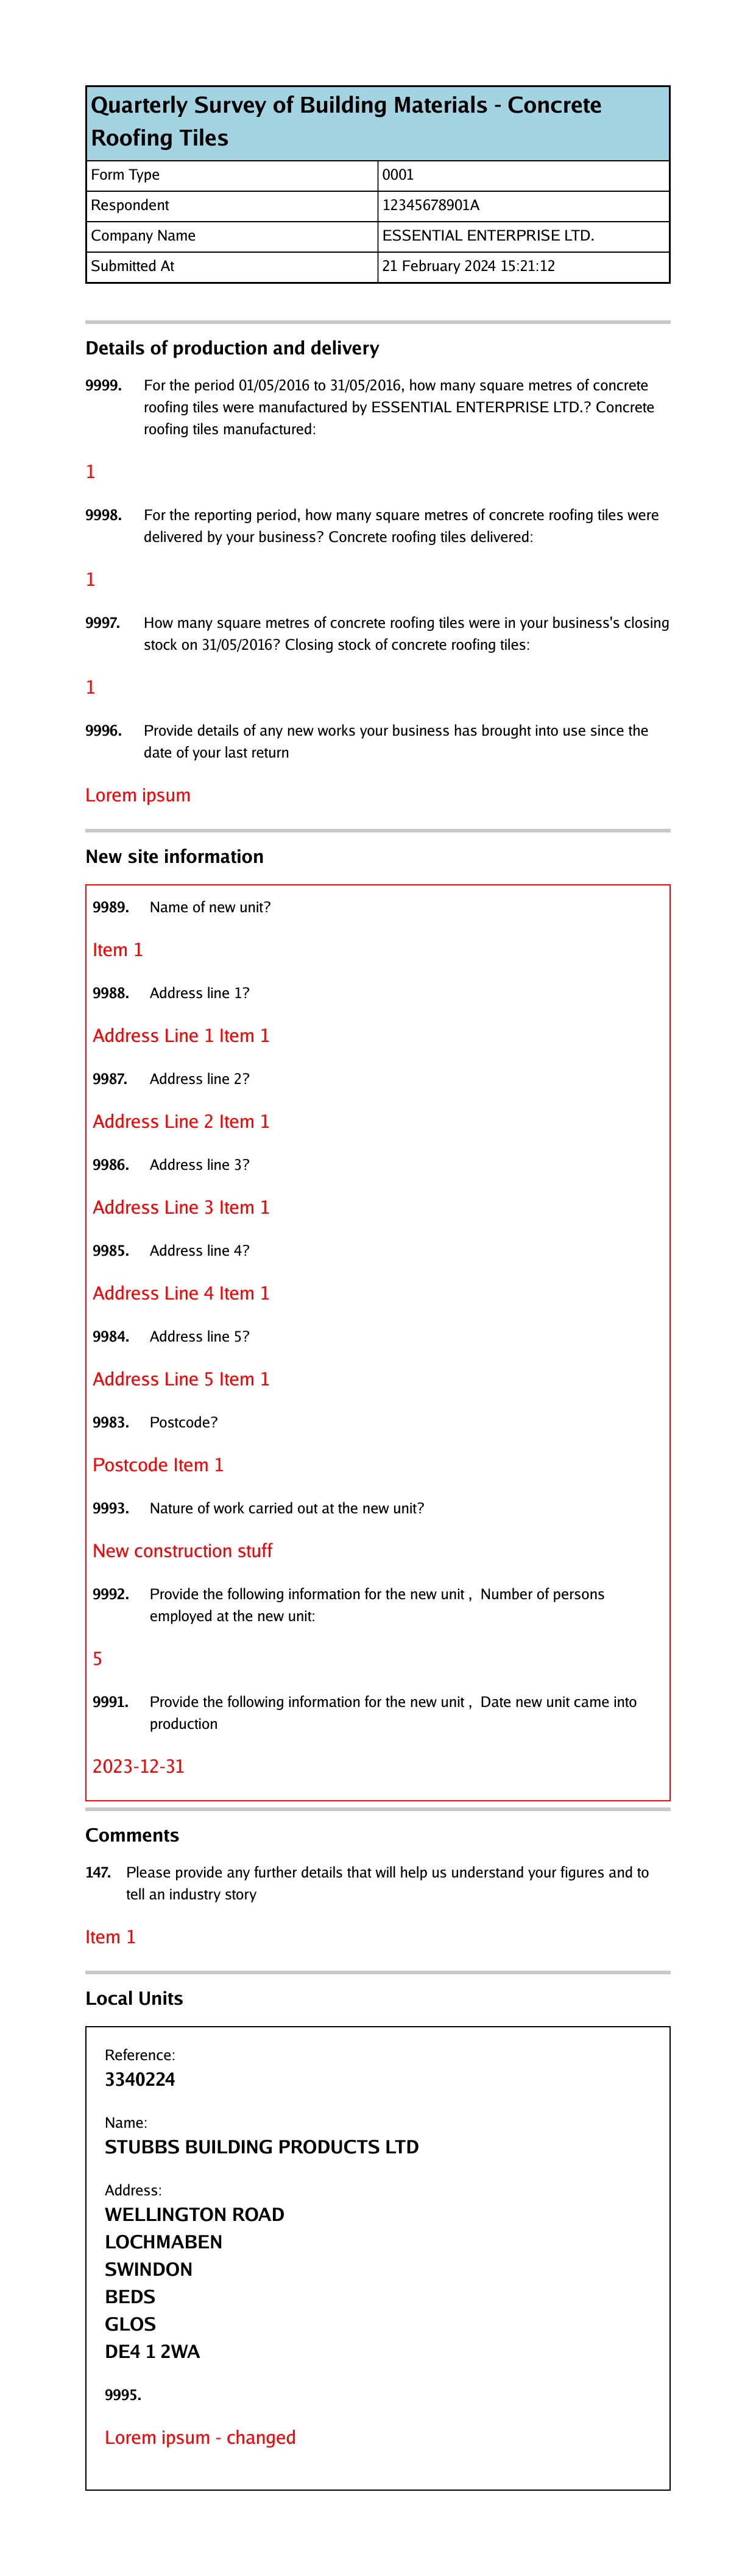 Quarterly Survey of Building Materials - Concrete
Roofing Tiles
Form Type 0001
Respondent 12345678901A
Company Name ESSENTIAL ENTERPRISE LTD.
Submitted At 21 February 2024 15:21:12
Details of production and delivery
9999. For the period 01/05/2016 to 31/05/2016, how many square metres of concrete
roofing tiles were manufactured by ESSENTIAL ENTERPRISE LTD.? Concrete
roofing tiles manufactured:
1
9998. For the reporting period, how many square metres of concrete roofing tiles were
delivered by your business? Concrete roofing tiles delivered:
1
9997. How many square metres of concrete roofing tiles were in your business's closing
stock on 31/05/2016? Closing stock of concrete roofing tiles:
1
9996. Provide details of any new works your business has brought into use since the
date of your last return
Lorem ipsum
New site information
9989. Name of new unit?
Item 1
9988. Address line 1?
Address Line 1 Item 1
9987. Address line 2?
Address Line 2 Item 1
9986. Address line 3?
Address Line 3 Item 1
9985. Address line 4?
Address Line 4 Item 1
9984. Address line 5?
Address Line 5 Item 1
9983. Postcode?
Postcode Item 1
9993. Nature of work carried out at the new unit?
New construction stuff
9992. Provide the following information for the new unit , Number of persons
employed at the new unit:
5
9991. Provide the following information for the new unit , Date new unit came into
production
2023-12-31
Comments
147. Please provide any further details that will help us understand your figures and to
tell an industry story
Item 1
Local Units
Reference:
3340224
Name:
STUBBS BUILDING PRODUCTS LTD
Address:
WELLINGTON ROAD
LOCHMABEN
SWINDON
BEDS
GLOS
DE4 1 2WA
9995.
Lorem ipsum - changed